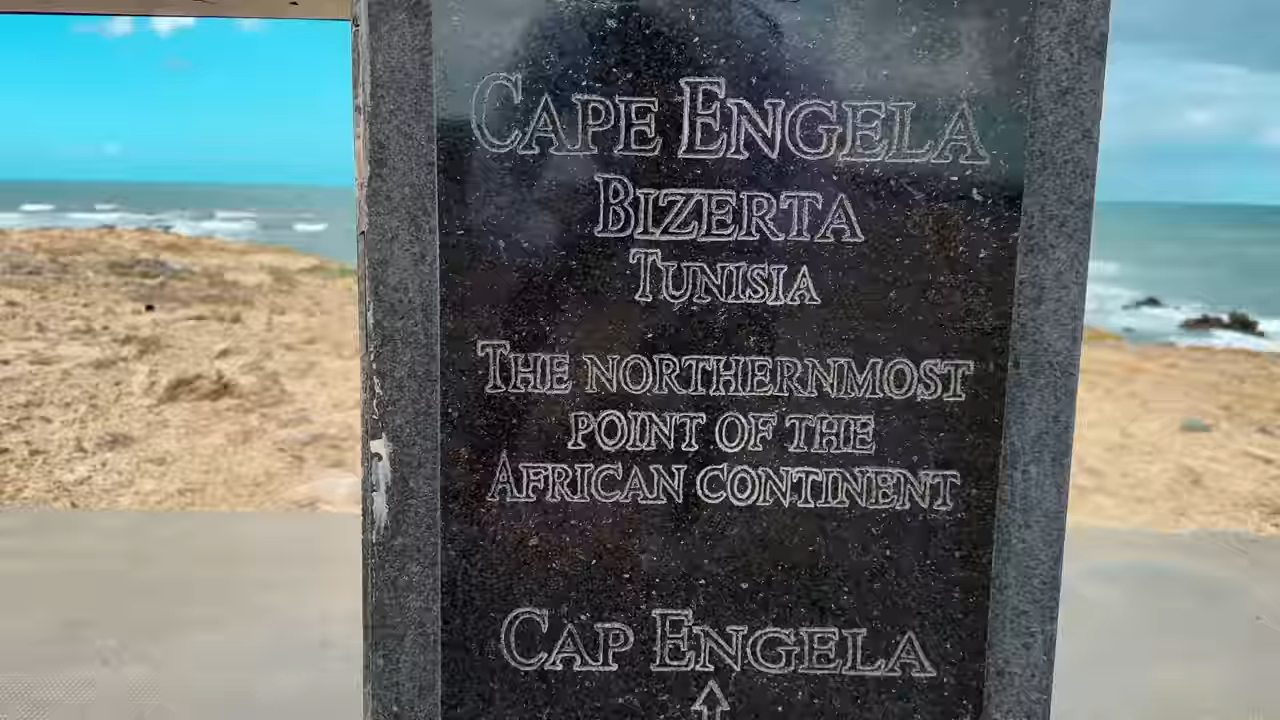 Cape Engela
Bizerta
Tunisia
The northernmost
point of the
African continent
Cap Engela